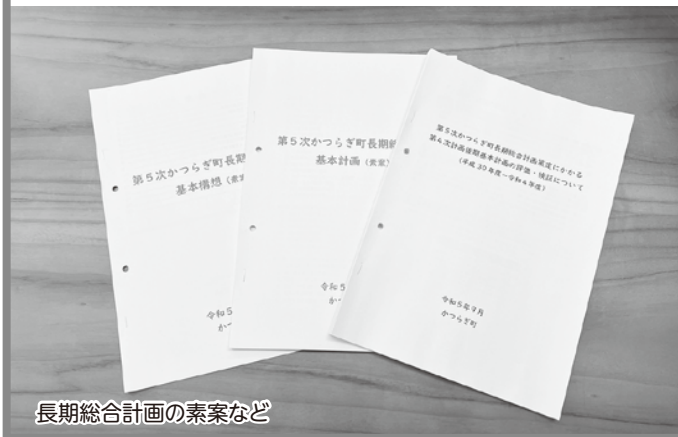 第5次かつらぎ町長期
基本構想（素案
令和5
か
第5次かつらぎ町長期総
基本計画（素案）
令和5
か
第5次かつらぎ町長期総合計画策定にかかる
第4次計画後期基本計画の評価・検証について
（平成30年度～令和4年度）
令和5年9月
かつらぎ町
長期総合計画の素案など